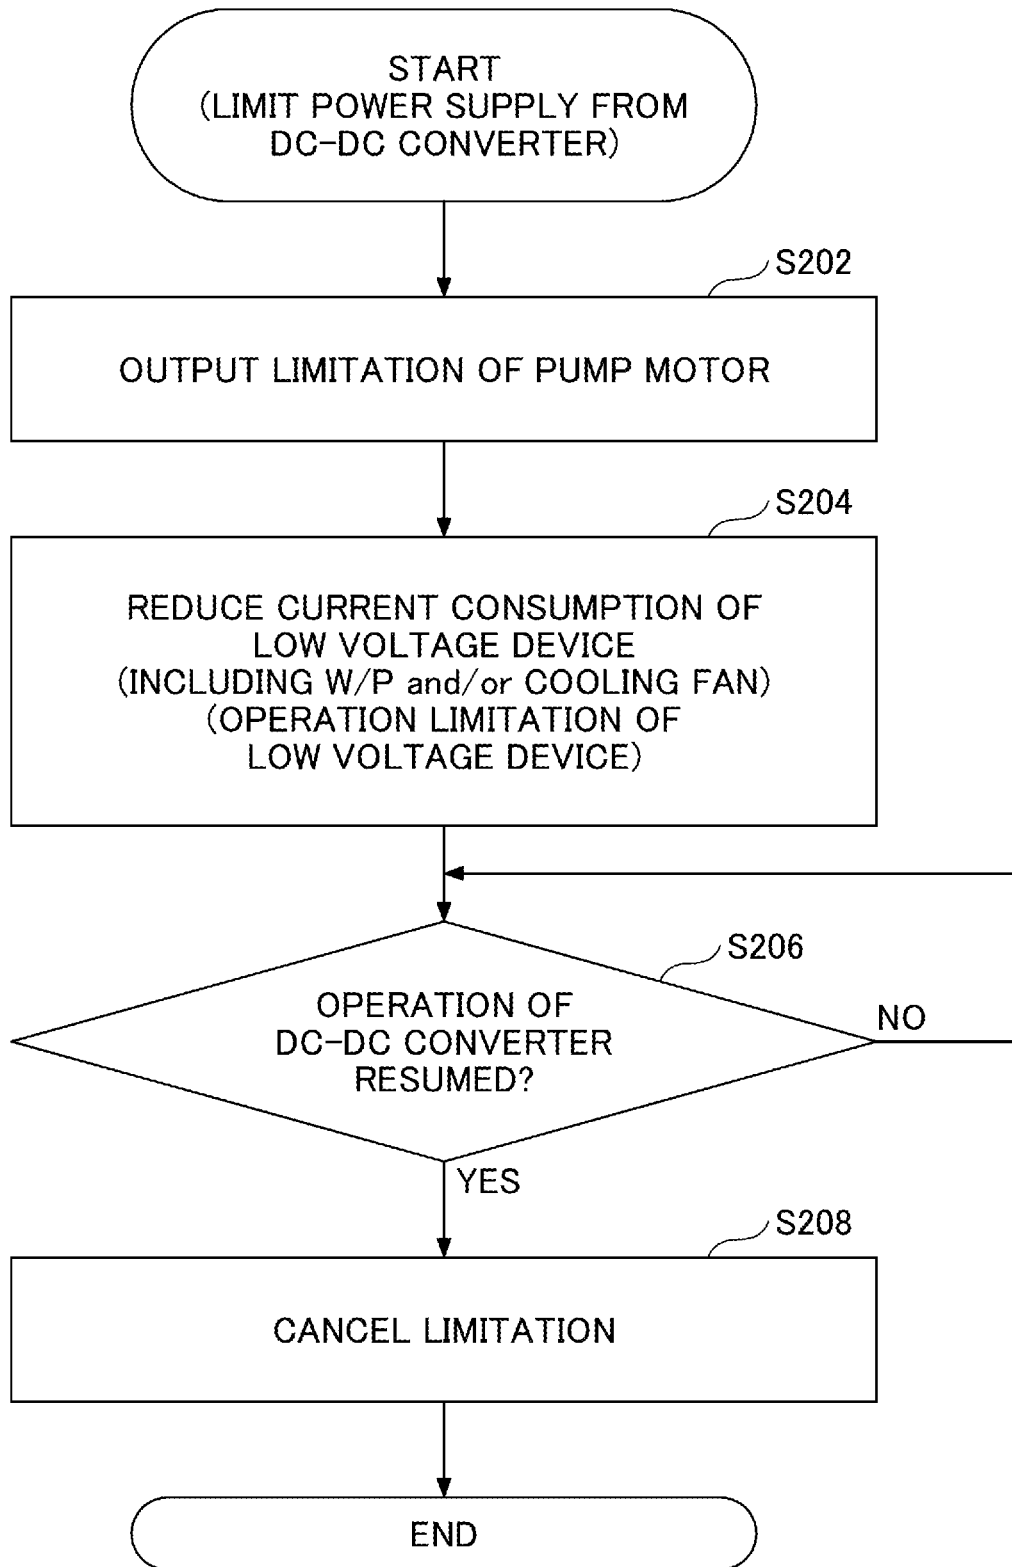 START
(LIMIT POWER SUPPLY FROM
DC-DC CONVERTER)
S202
OUTPUT LIMITATION OF PUMP MOTOR
S204
REDUCE CURRENT CONSUMPTION OF
LOW VOLTAGE DEVICE
(INCLUDING W/P and/or COOLING FAN)
(OPERATION LIMITATION OF
LOW VOLTAGE DEVICE)
S206
OPERATION OF
DC-DC CONVERTER
RESUMED?
NO
YES
S208
CANCEL LIMITATION
END